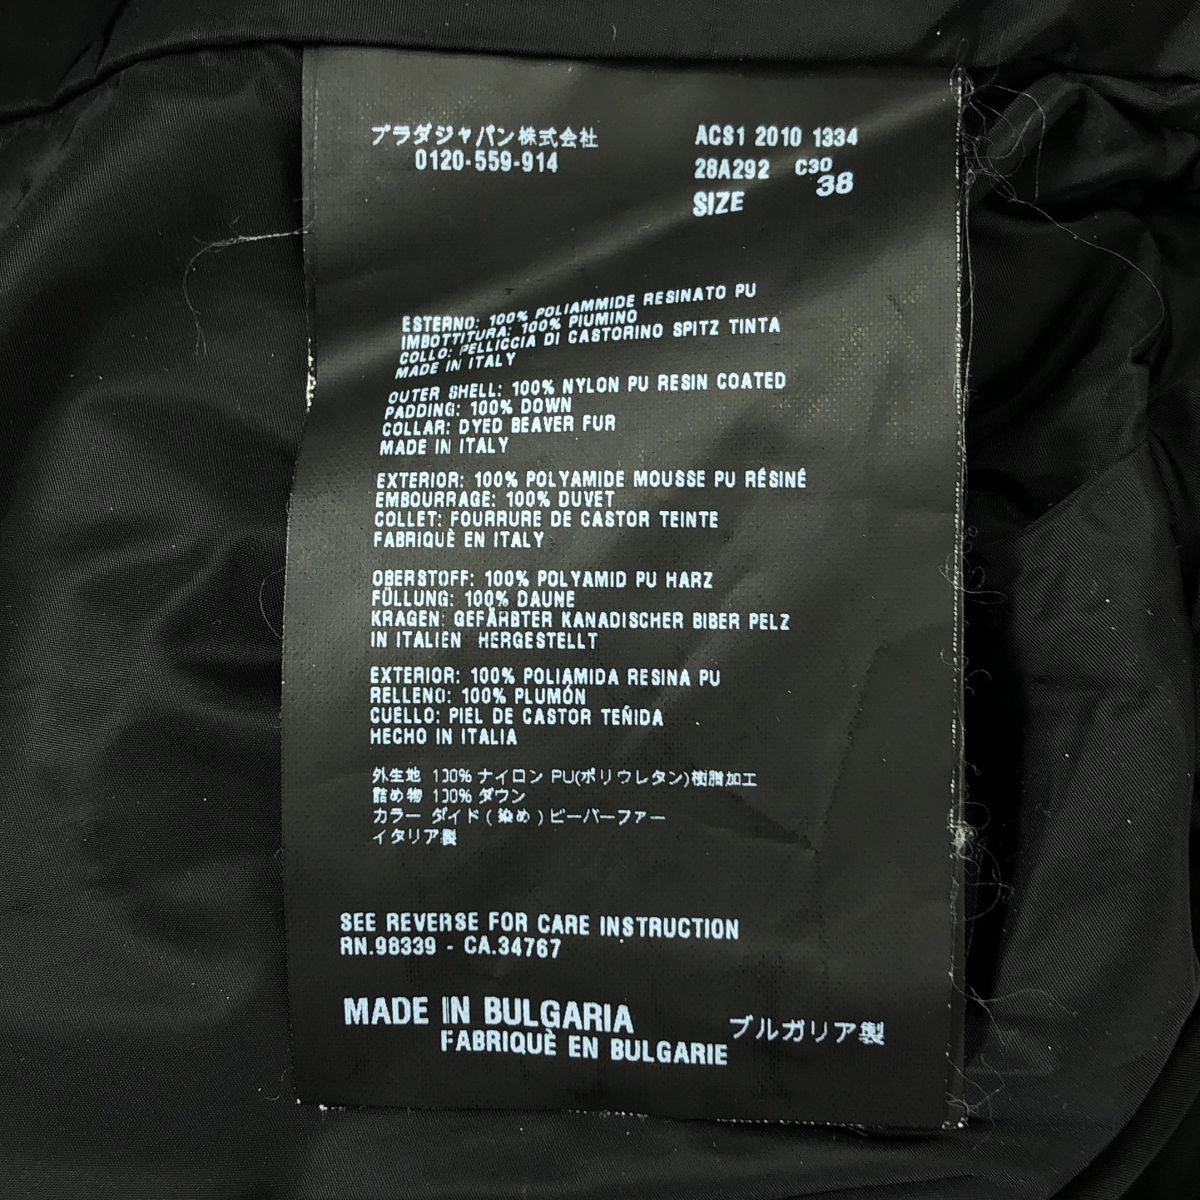 プラダジャパン株式会社
0120-559-914
ACS1 2010 1334
28A292 C30
SIZE 38
ESTERNO: 100% POLIAMMIDE RESINATO PU
IMBOTTITURA: 100% PIUMINO
COLLO: PELLICCIA DI CASTORINO SPITZ TINTA
MADE IN ITALY
OUTER SHELL: 100% NYLON PU RESIN COATED
PADDING: 100% DOWN
COLLAR: DYED BEAVER FUR
MADE IN ITALY
EXTERIOR: 100% POLYAMIDE MOUSSE PU RÉSINÉ
EMBOURRAGE: 100% DUVET
COLLET: FOURRURE DE CASTOR TEINTE
FABRIQUÈ EN ITALY
OBERSTOFF: 100% POLYAMID PU HARZ
FÜLLUNG: 100% DAUNE
KRAGEN: GEFÄHBTER KANADISCHER BIBER PELZ
IN ITALIEN HERGESTELLT
EXTERIOR: 100% POLIAMIDA RESINA PU
RELLENO: 100% PLUMÓN
CUELLO: PIEL DE CASTOR TEÑIDA
HECHO IN ITALIA
外生地 100% ナイロン PU(ポリウレタン)樹脂加工
詰め物 100% ダウン
カラー ダイド(染め)ビーバーファー
イタリア製
SEE REVERSE FOR CARE INSTRUCTION
RN.98339 - CA.34767
MADE IN BULGARIA
FABRIQUÈ EN BULGARIE
ブルガリア製